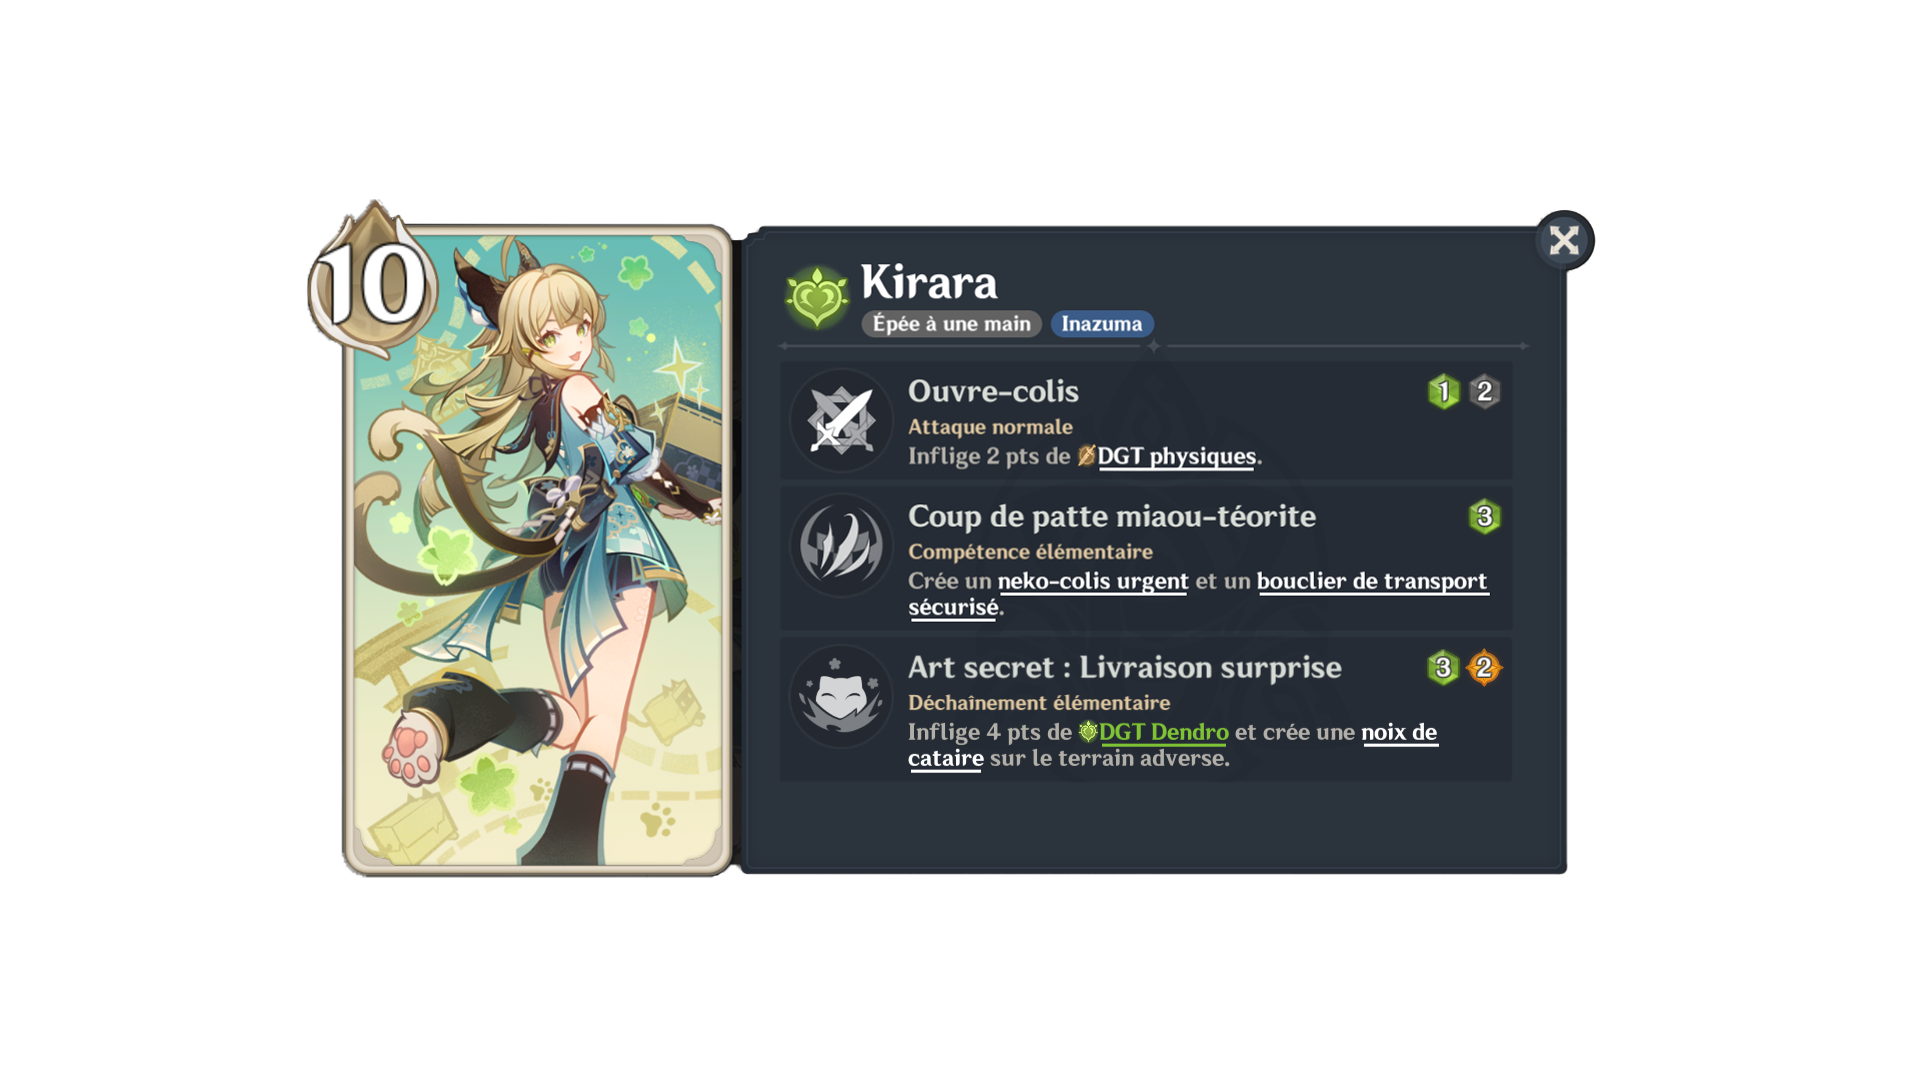 10
Kirara
Épée à une main Inazuma
Ouvre-colis 1 2
Attaque normale
Inflige 2 pts de DGT physiques.
Coup de patte miaou-téorite 3
Compétence élémentaire
Crée un neko-colis urgent et un bouclier de transport
sécurisé.
Art secret : Livraison surprise 3 2
Déchaînement élémentaire
Inflige 4 pts de DGT Dendro et crée une noix de
cataire sur le terrain adverse.